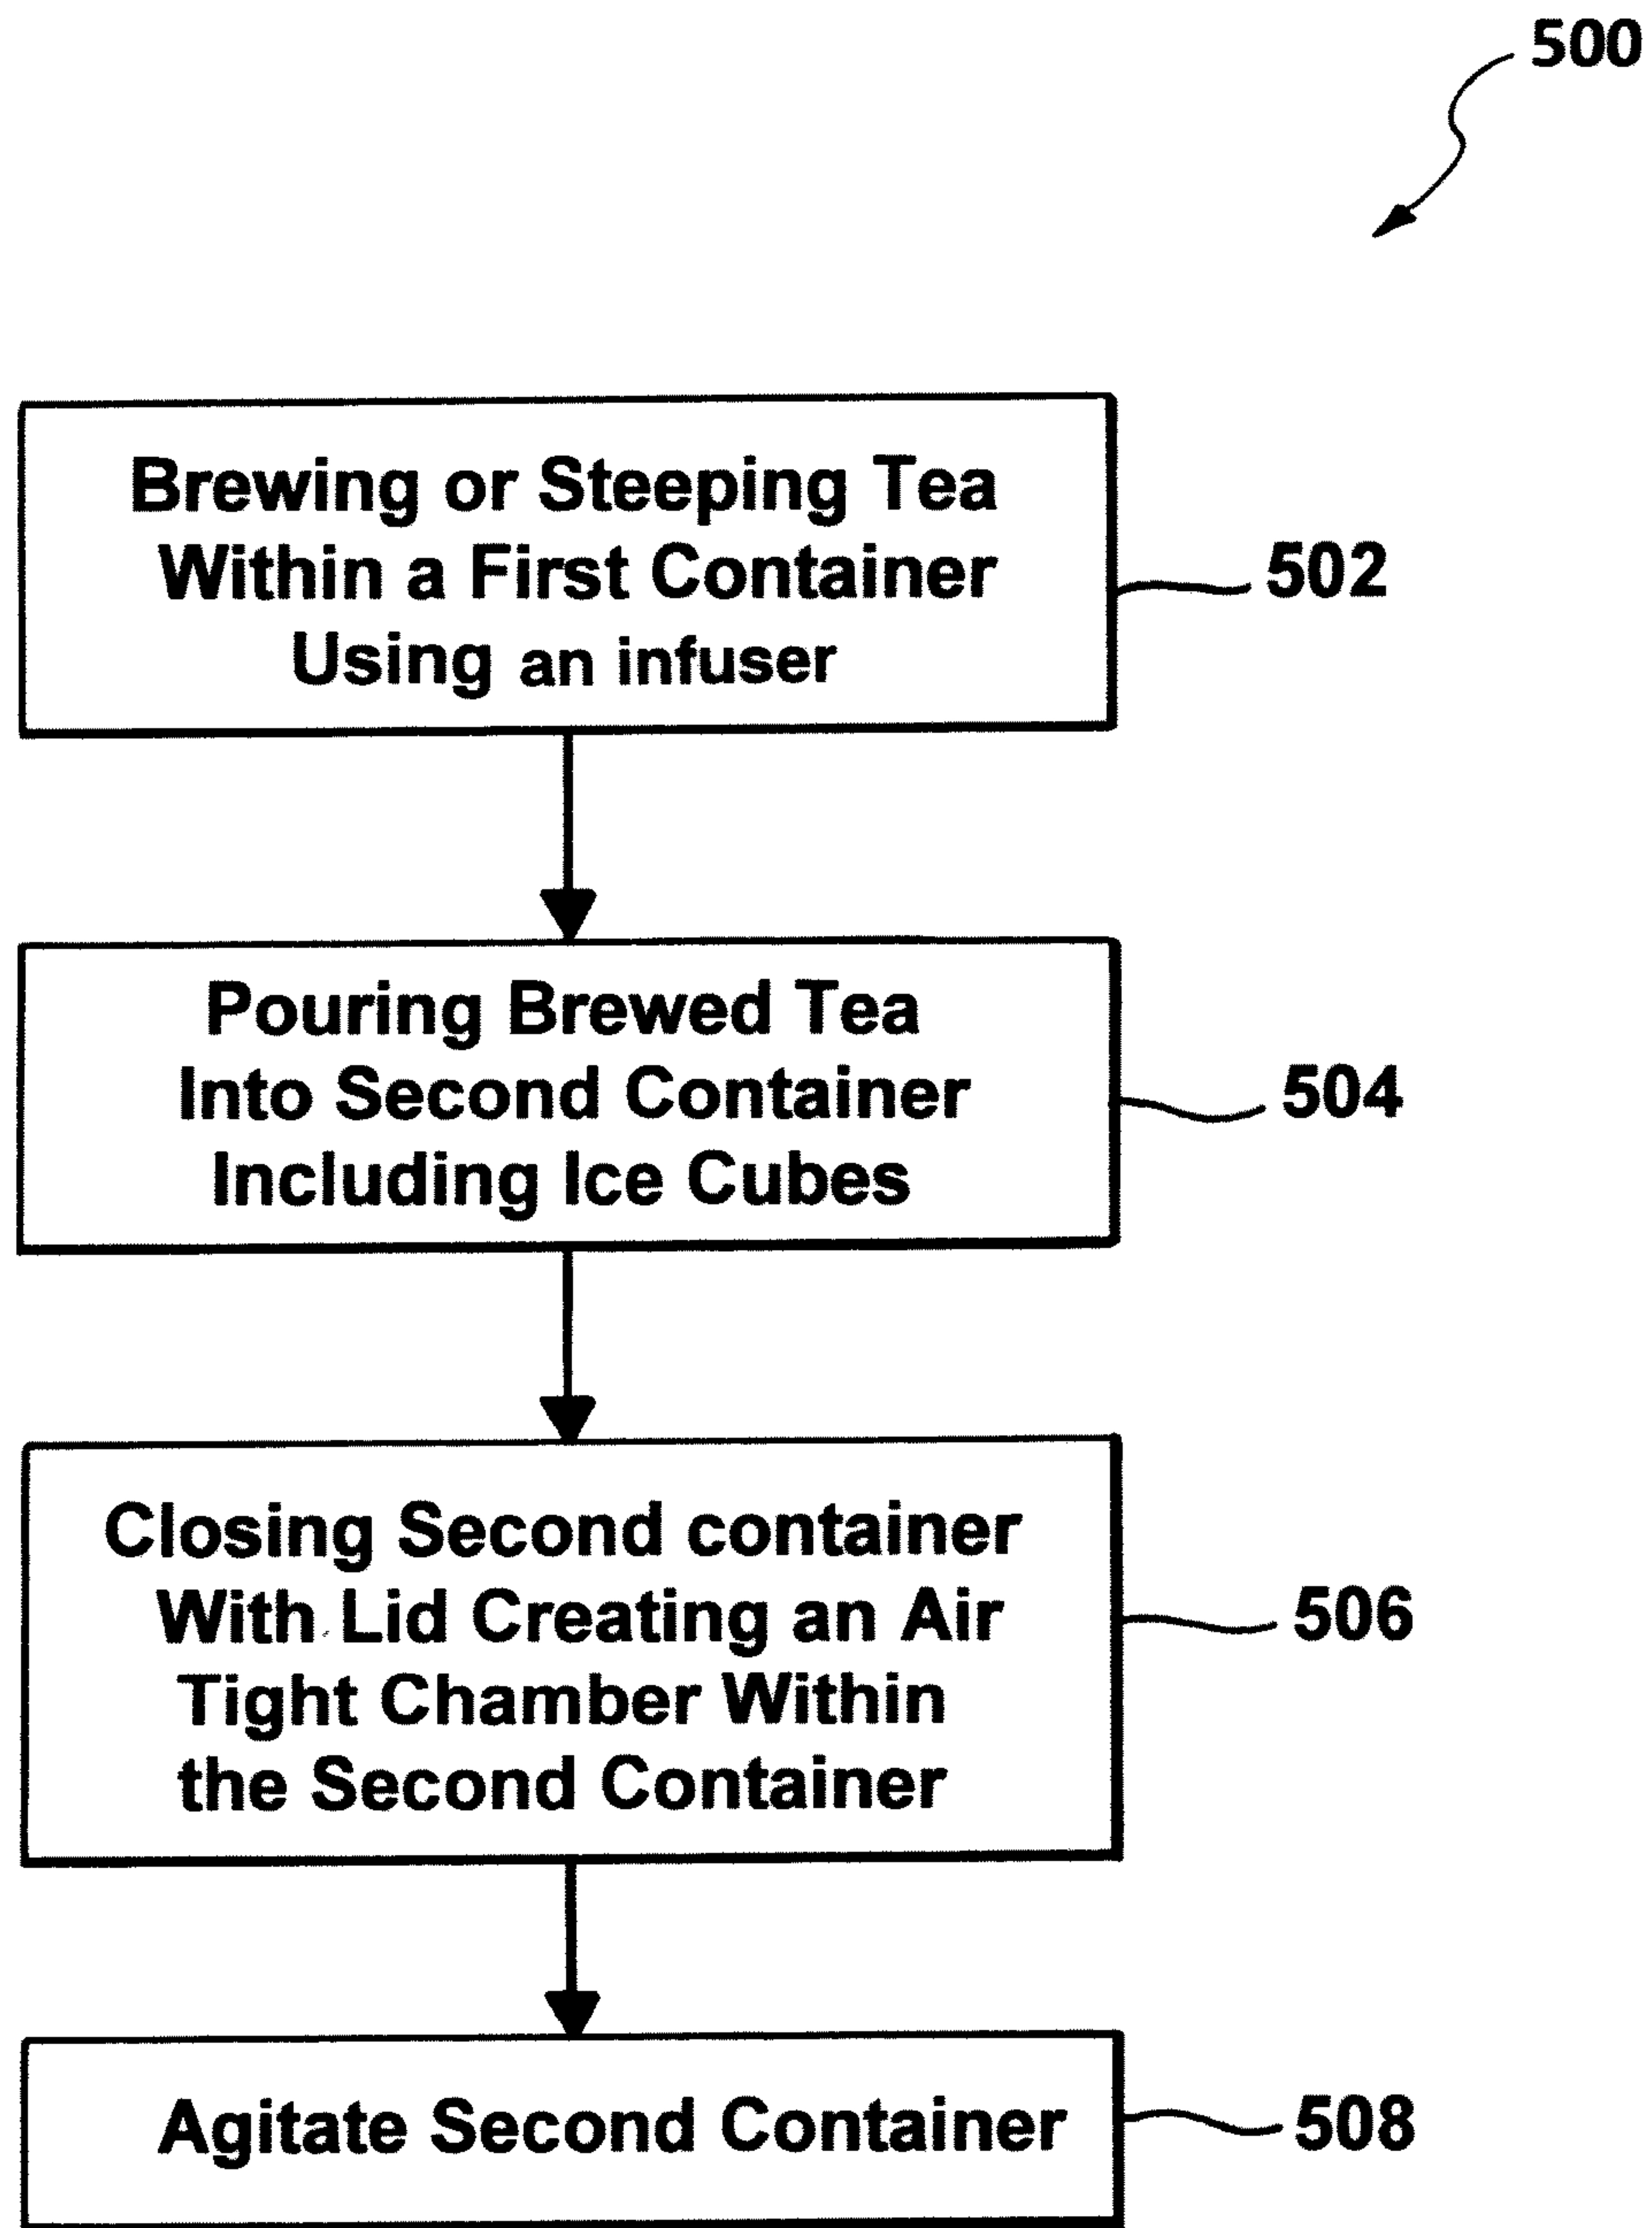 500
Brewing or Steeping Tea
Within a First Container
Using an infuser
502
Pouring Brewed Tea
Into Second Container
Including Ice Cubes
504
Closing Second container
With Lid Creating an Air
Tight Chamber Within
the Second Container
506
Agitate Second Container
508